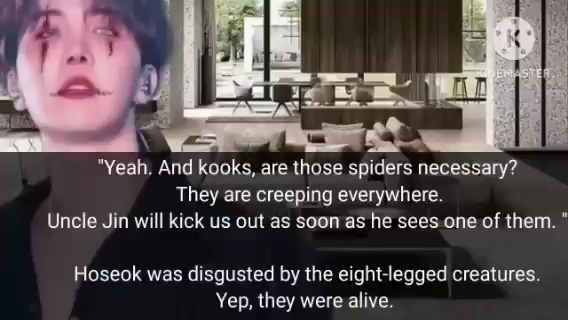 KINEMASTER
"Yeah. And kooks, are those spiders necessary?
They are creeping everywhere.
Uncle Jin will kick us out as soon as he sees one of them. "
Hoseok was disgusted by the eight-legged creatures.
Yep, they were alive.